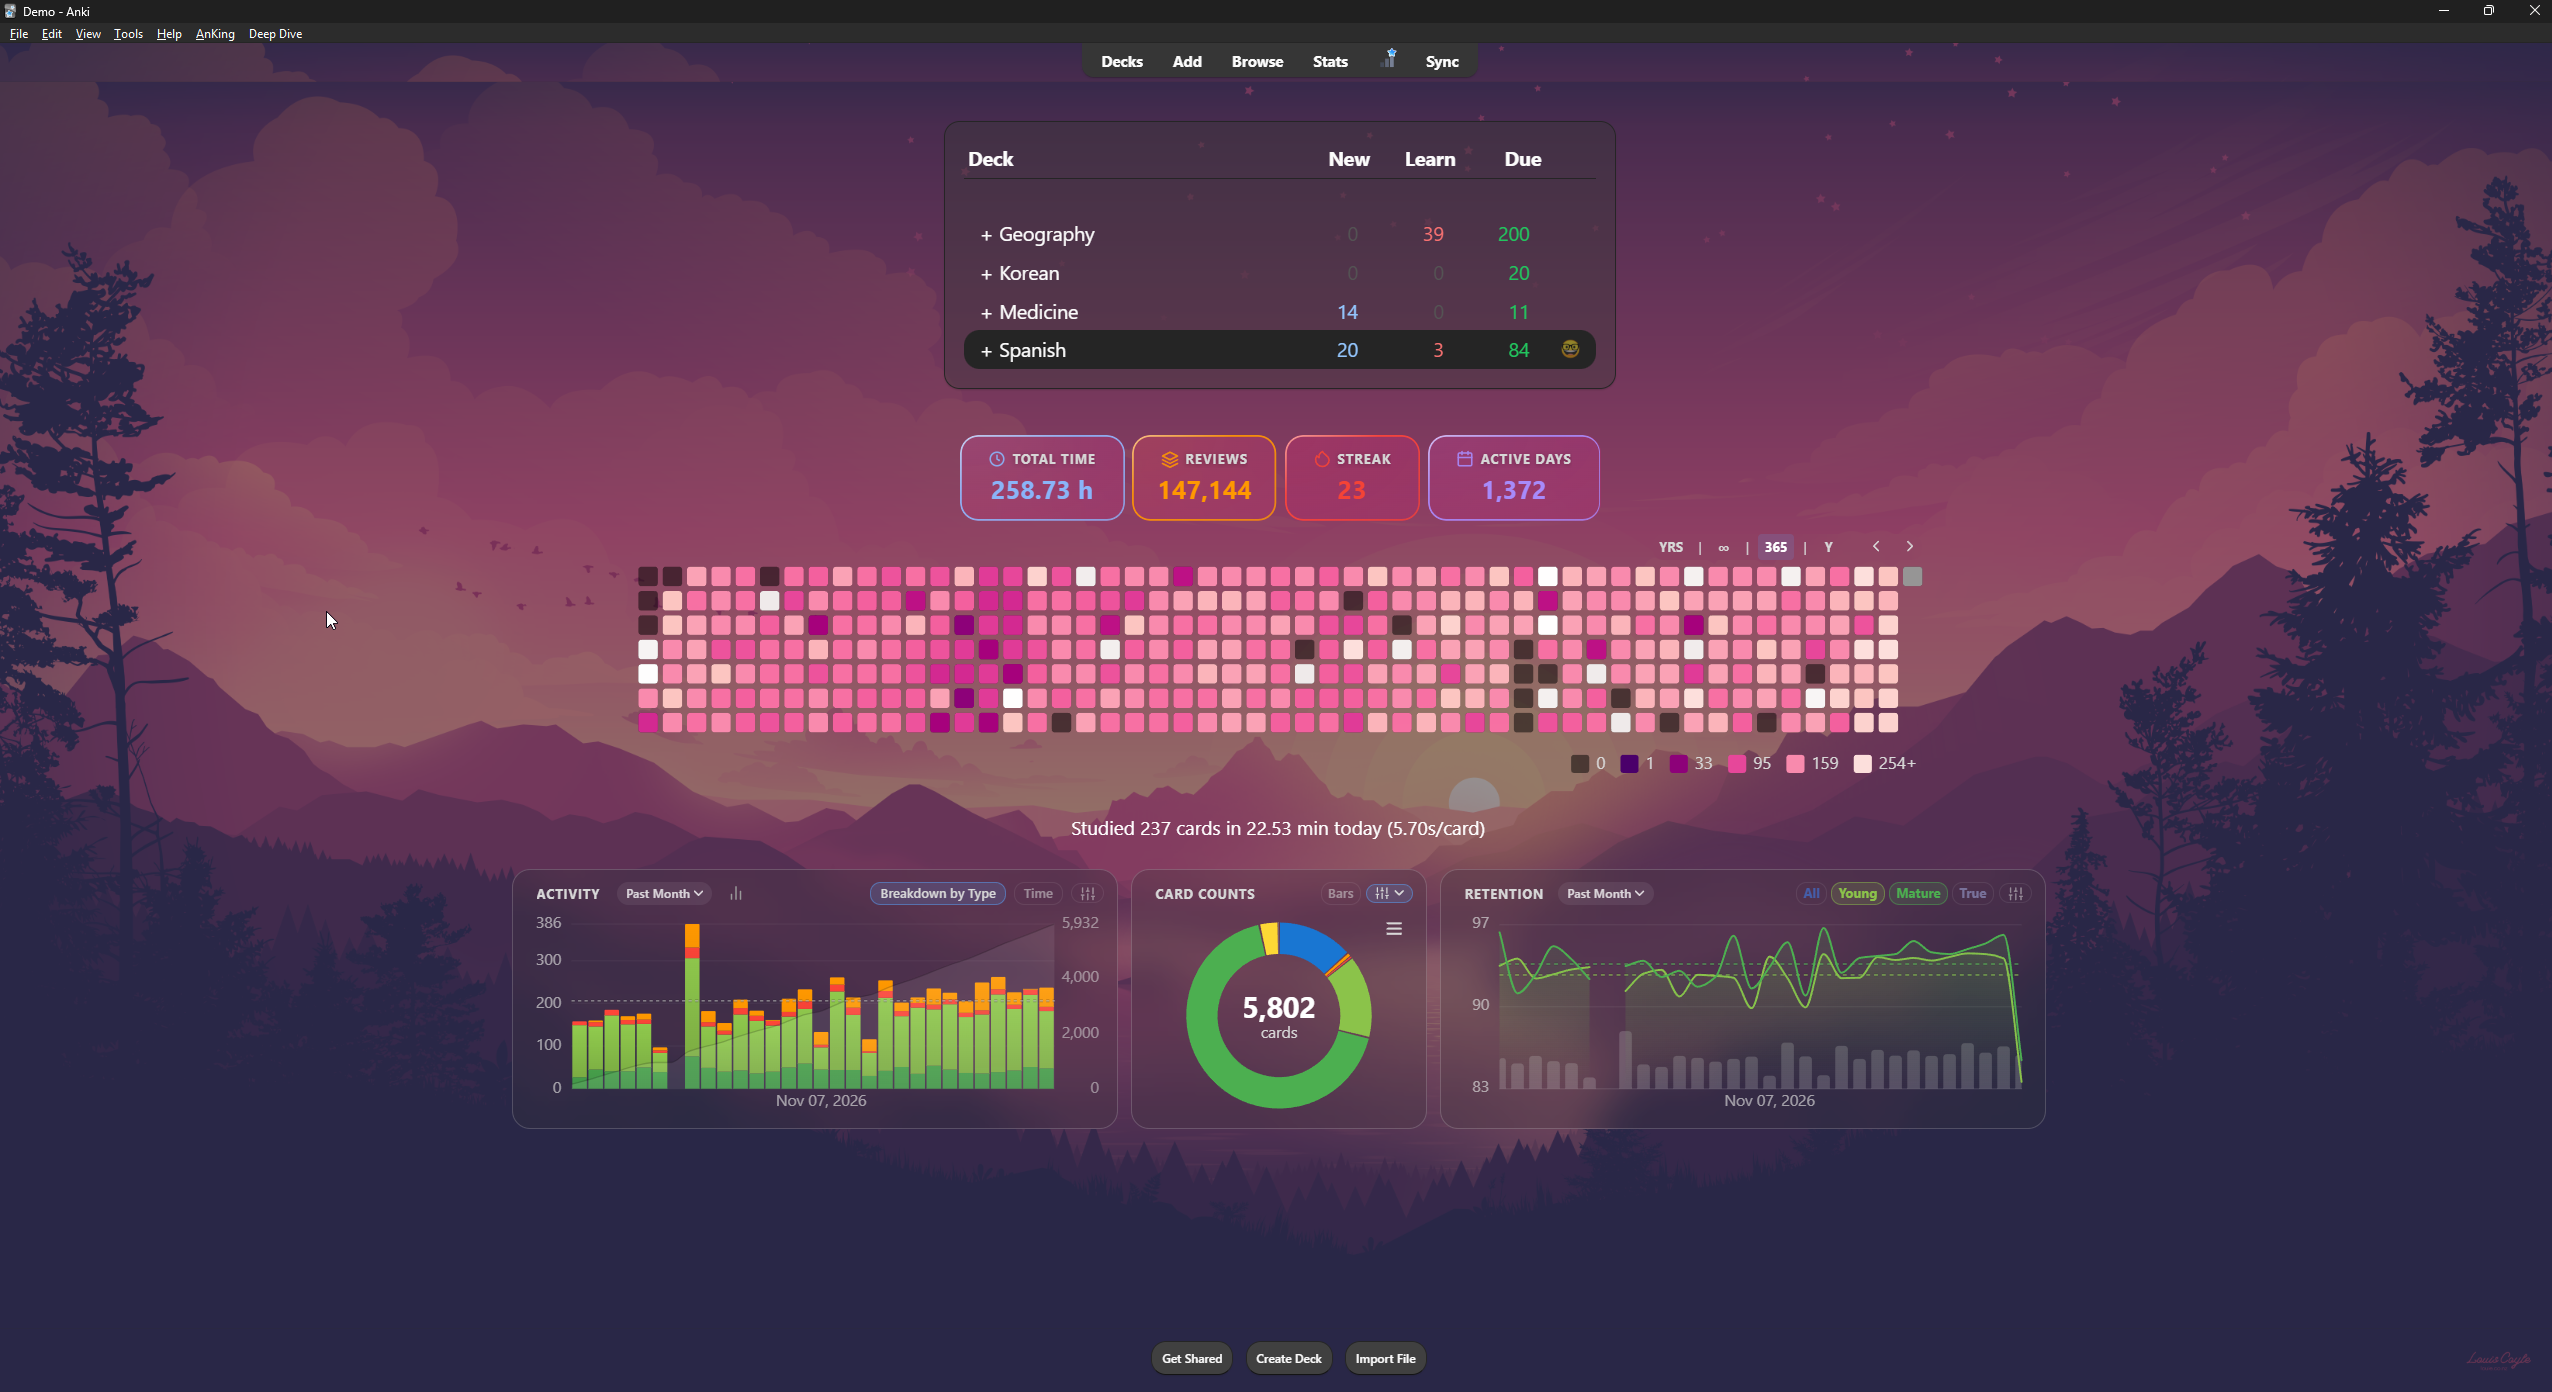 Demo - Anki
File Edit View Tools Help AnKing Deep Dive
Decks Add Browse Stats Sync
Deck New Learn Due
+ Geography 0 39 200
+ Korean 0 0 20
+ Medicine 14 0 11
+ Spanish 20 3 84
TOTAL TIME
258.73 h
REVIEWS
147,144
STREAK
23
ACTIVE DAYS
1,372
YRS | ∞ | 365 | Y < >
0 1 33 95 159 254+
Studied 237 cards in 22.53 min today (5.70s/card)
ACTIVITY Past Month Breakdown by Type Time
386
300
200
100
0
5,932
4,000
2,000
0
Nov 07, 2026
CARD COUNTS Bars
5,802
cards
RETENTION Past Month All Young Mature True
97
90
83
Nov 07, 2026
Get Shared Create Deck Import File
Louis Coyle